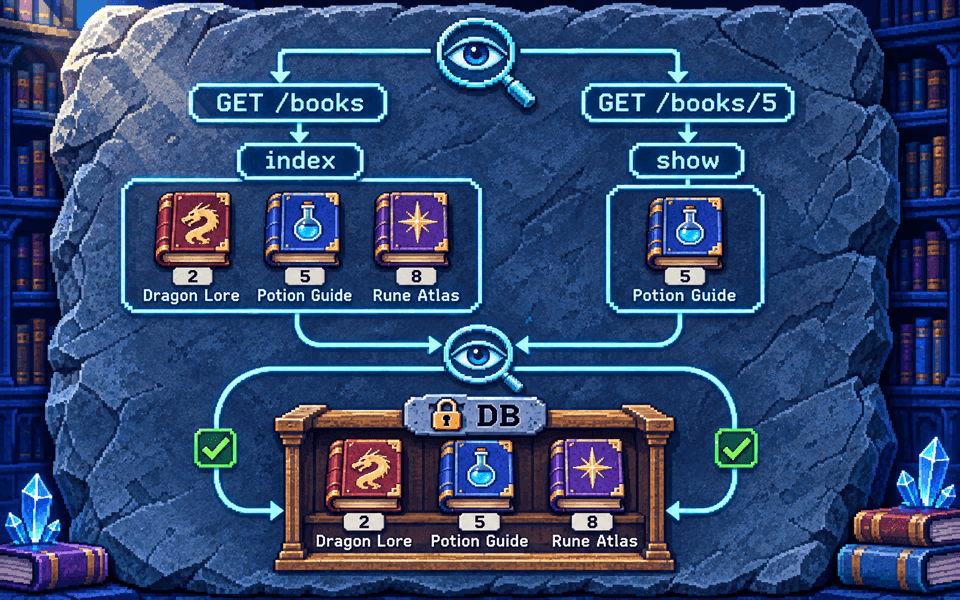 GET /books
GET /books/5
index
show
2
5
8
Dragon Lore
Potion Guide
Rune Atlas
5
Potion Guide
DB
2
5
8
Dragon Lore
Potion Guide
Rune Atlas